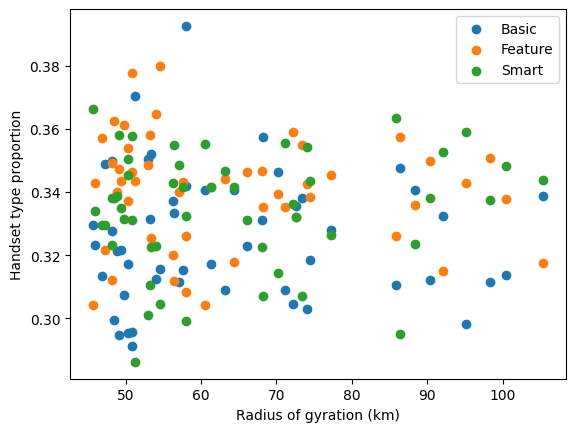 Basic
Feature
Smart
0.38
0.36
0.34
0.32
0.30
Handset type proportion
50 60 70 80 90 100
Radius of gyration (km)